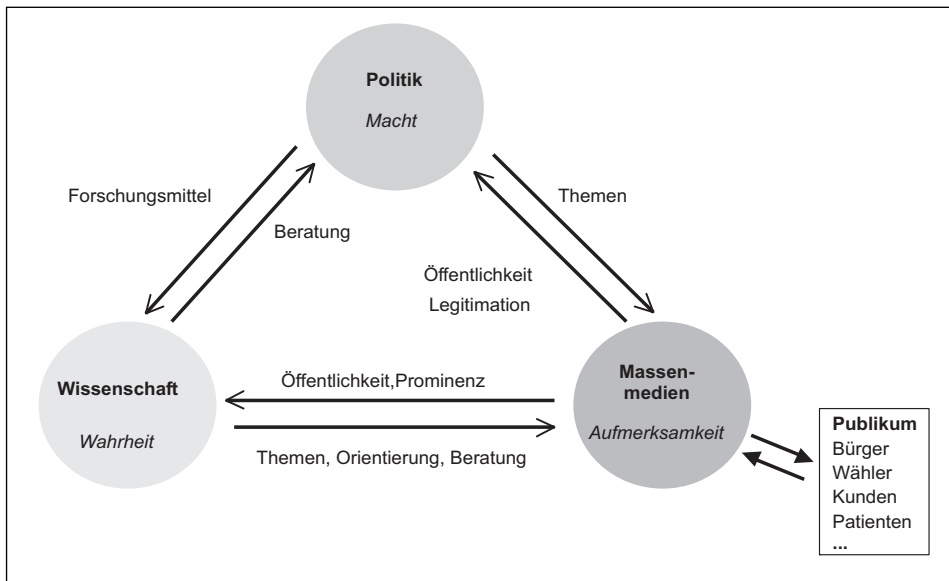 Politik
Macht
Forschungsmittel
Themen
Beratung
Öffentlichkeit
Legitimation
Wissenschaft
Wahrheit
Öffentlichkeit,Prominenz
Themen, Orientierung, Beratung
Massen-
medien
Aufmerksamkeit
Publikum
Bürger
Wähler
Kunden
Patienten
...